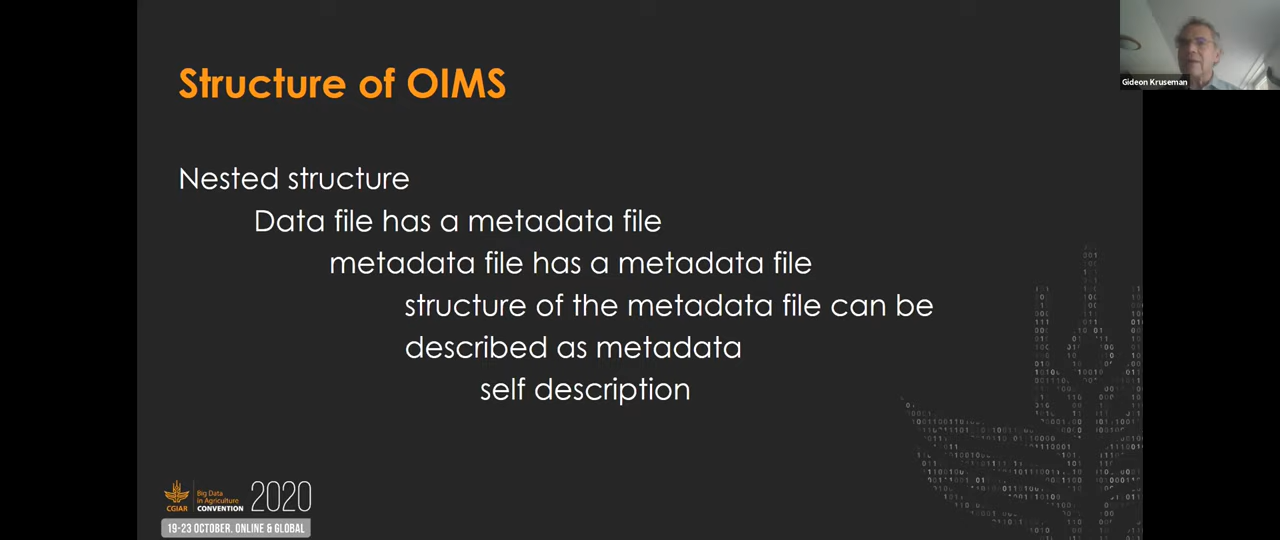 Gideon Kruseman
Structure of OIMS
Nested structure
Data file has a metadata file
metadata file has a metadata file
structure of the metadata file can be
described as metadata
self description
CGIAR
Big Data
in Agriculture
CONVENTION
2020
19-23 OCTOBER. ONLINE & GLOBAL